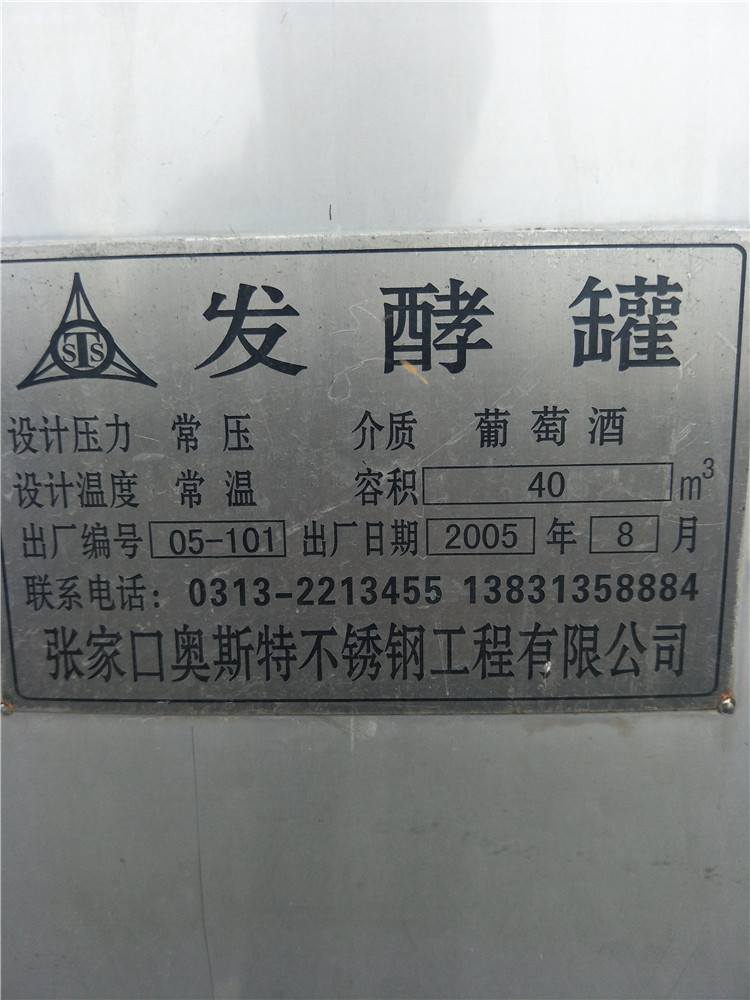 STS 发酵罐
设计压力 常压 介质 葡萄酒
设计温度 常温 容积 40 m³
出厂编号 05-101 出厂日期 2005 年 8 月
联系电话：0313-2213455 13831358884
张家口奥斯特不锈钢工程有限公司